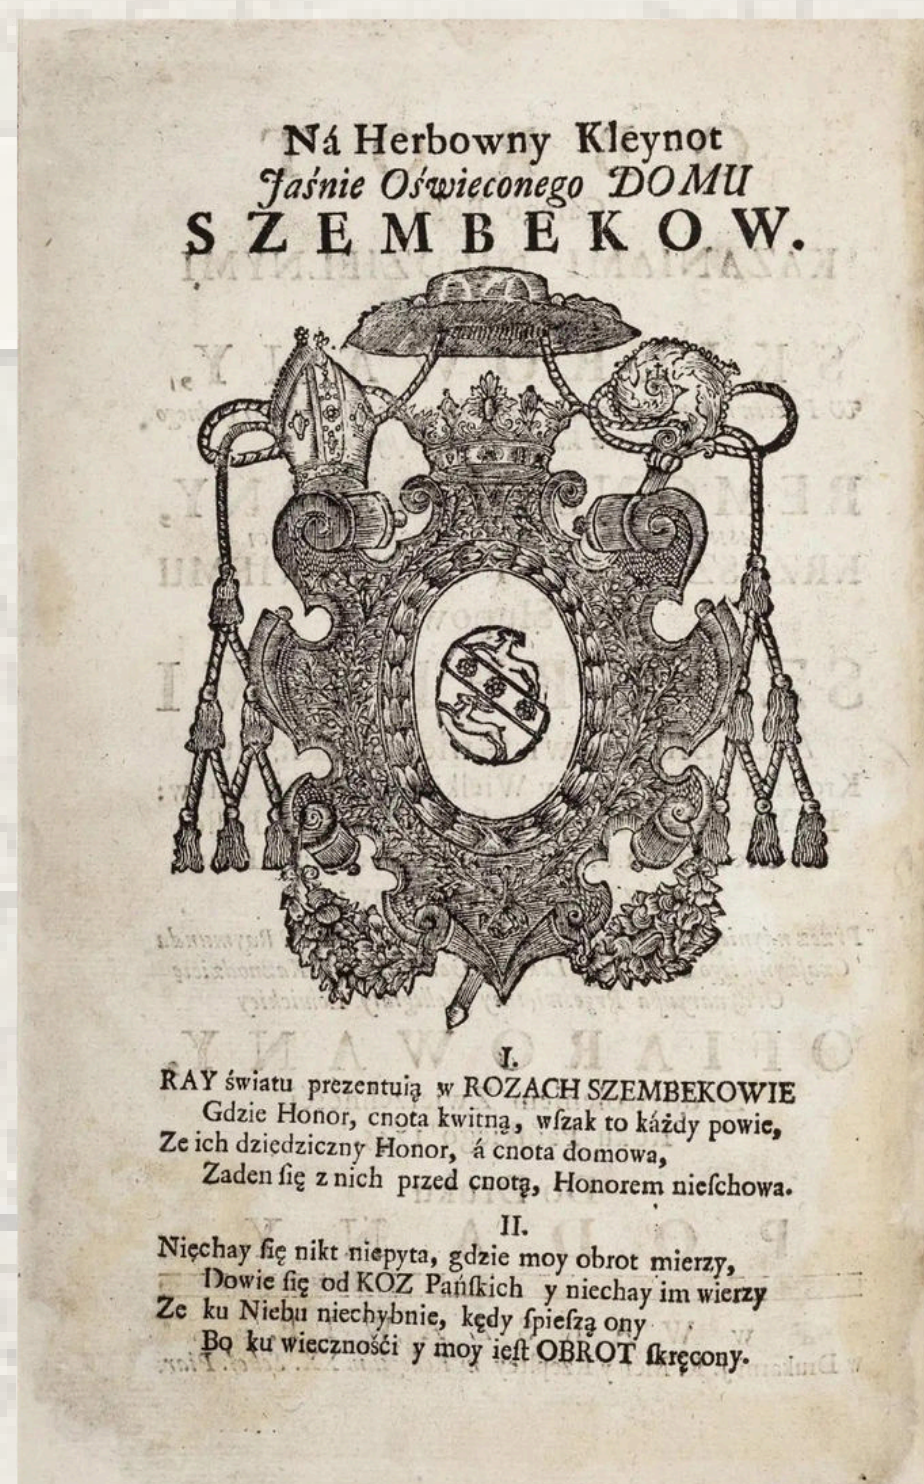 Ná Herbowny Kleynot
Jaśnie Oświeconego DOMU
SZEMBEKOW.
I.
RAY światu prezentuią w ROZACH SZEMBEKOWIE
Gdzie Honor, cnota kwitną, wſzak to káżdy powie,
Ze ich dziędziczny Honor, á cnota domowa,
Zaden ſię z nich przed cnotą, Honorem nieſchowa.
II.
Nięchay ſię nikt niepyta, gdzie moy obrot mierzy,
Dowie ſię od KOZ Pańſkich y niechay im wierzy
Ze ku Niebu niechybnie, kędy ſpieſzą ony
Bo ku wiecznośći y moy ieſt OBROT ſkręcony.